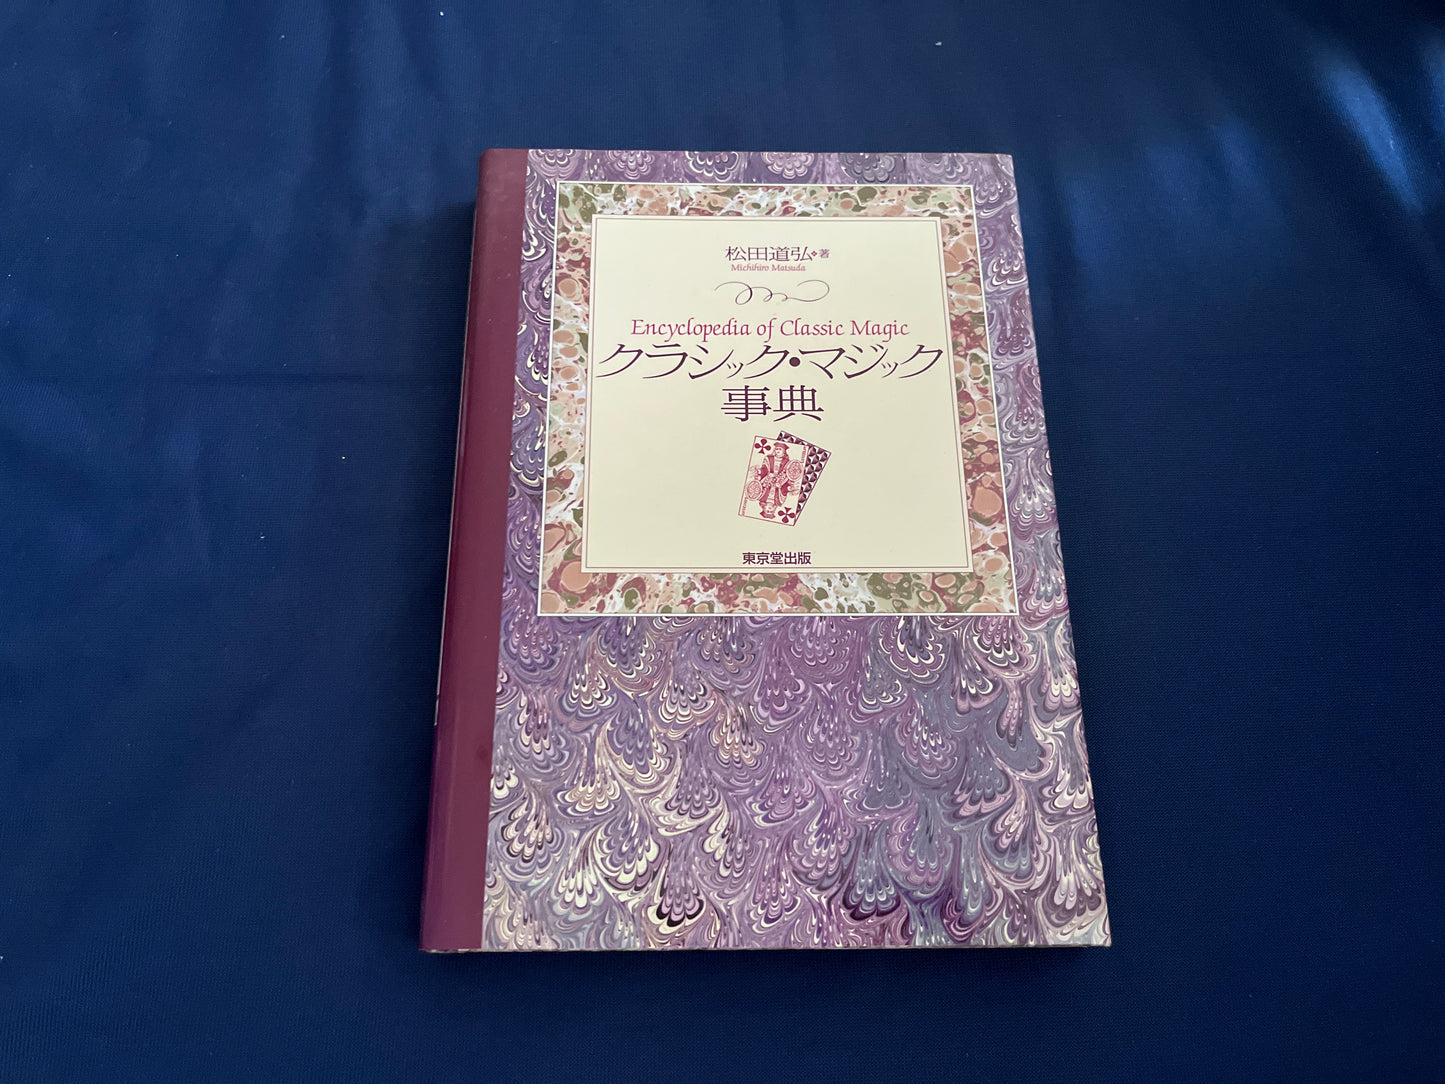 松田道弘・著
Michihiro Matsuda
Encyclopedia of Classic Magic
クラシック・マジック
事典
東京堂出版